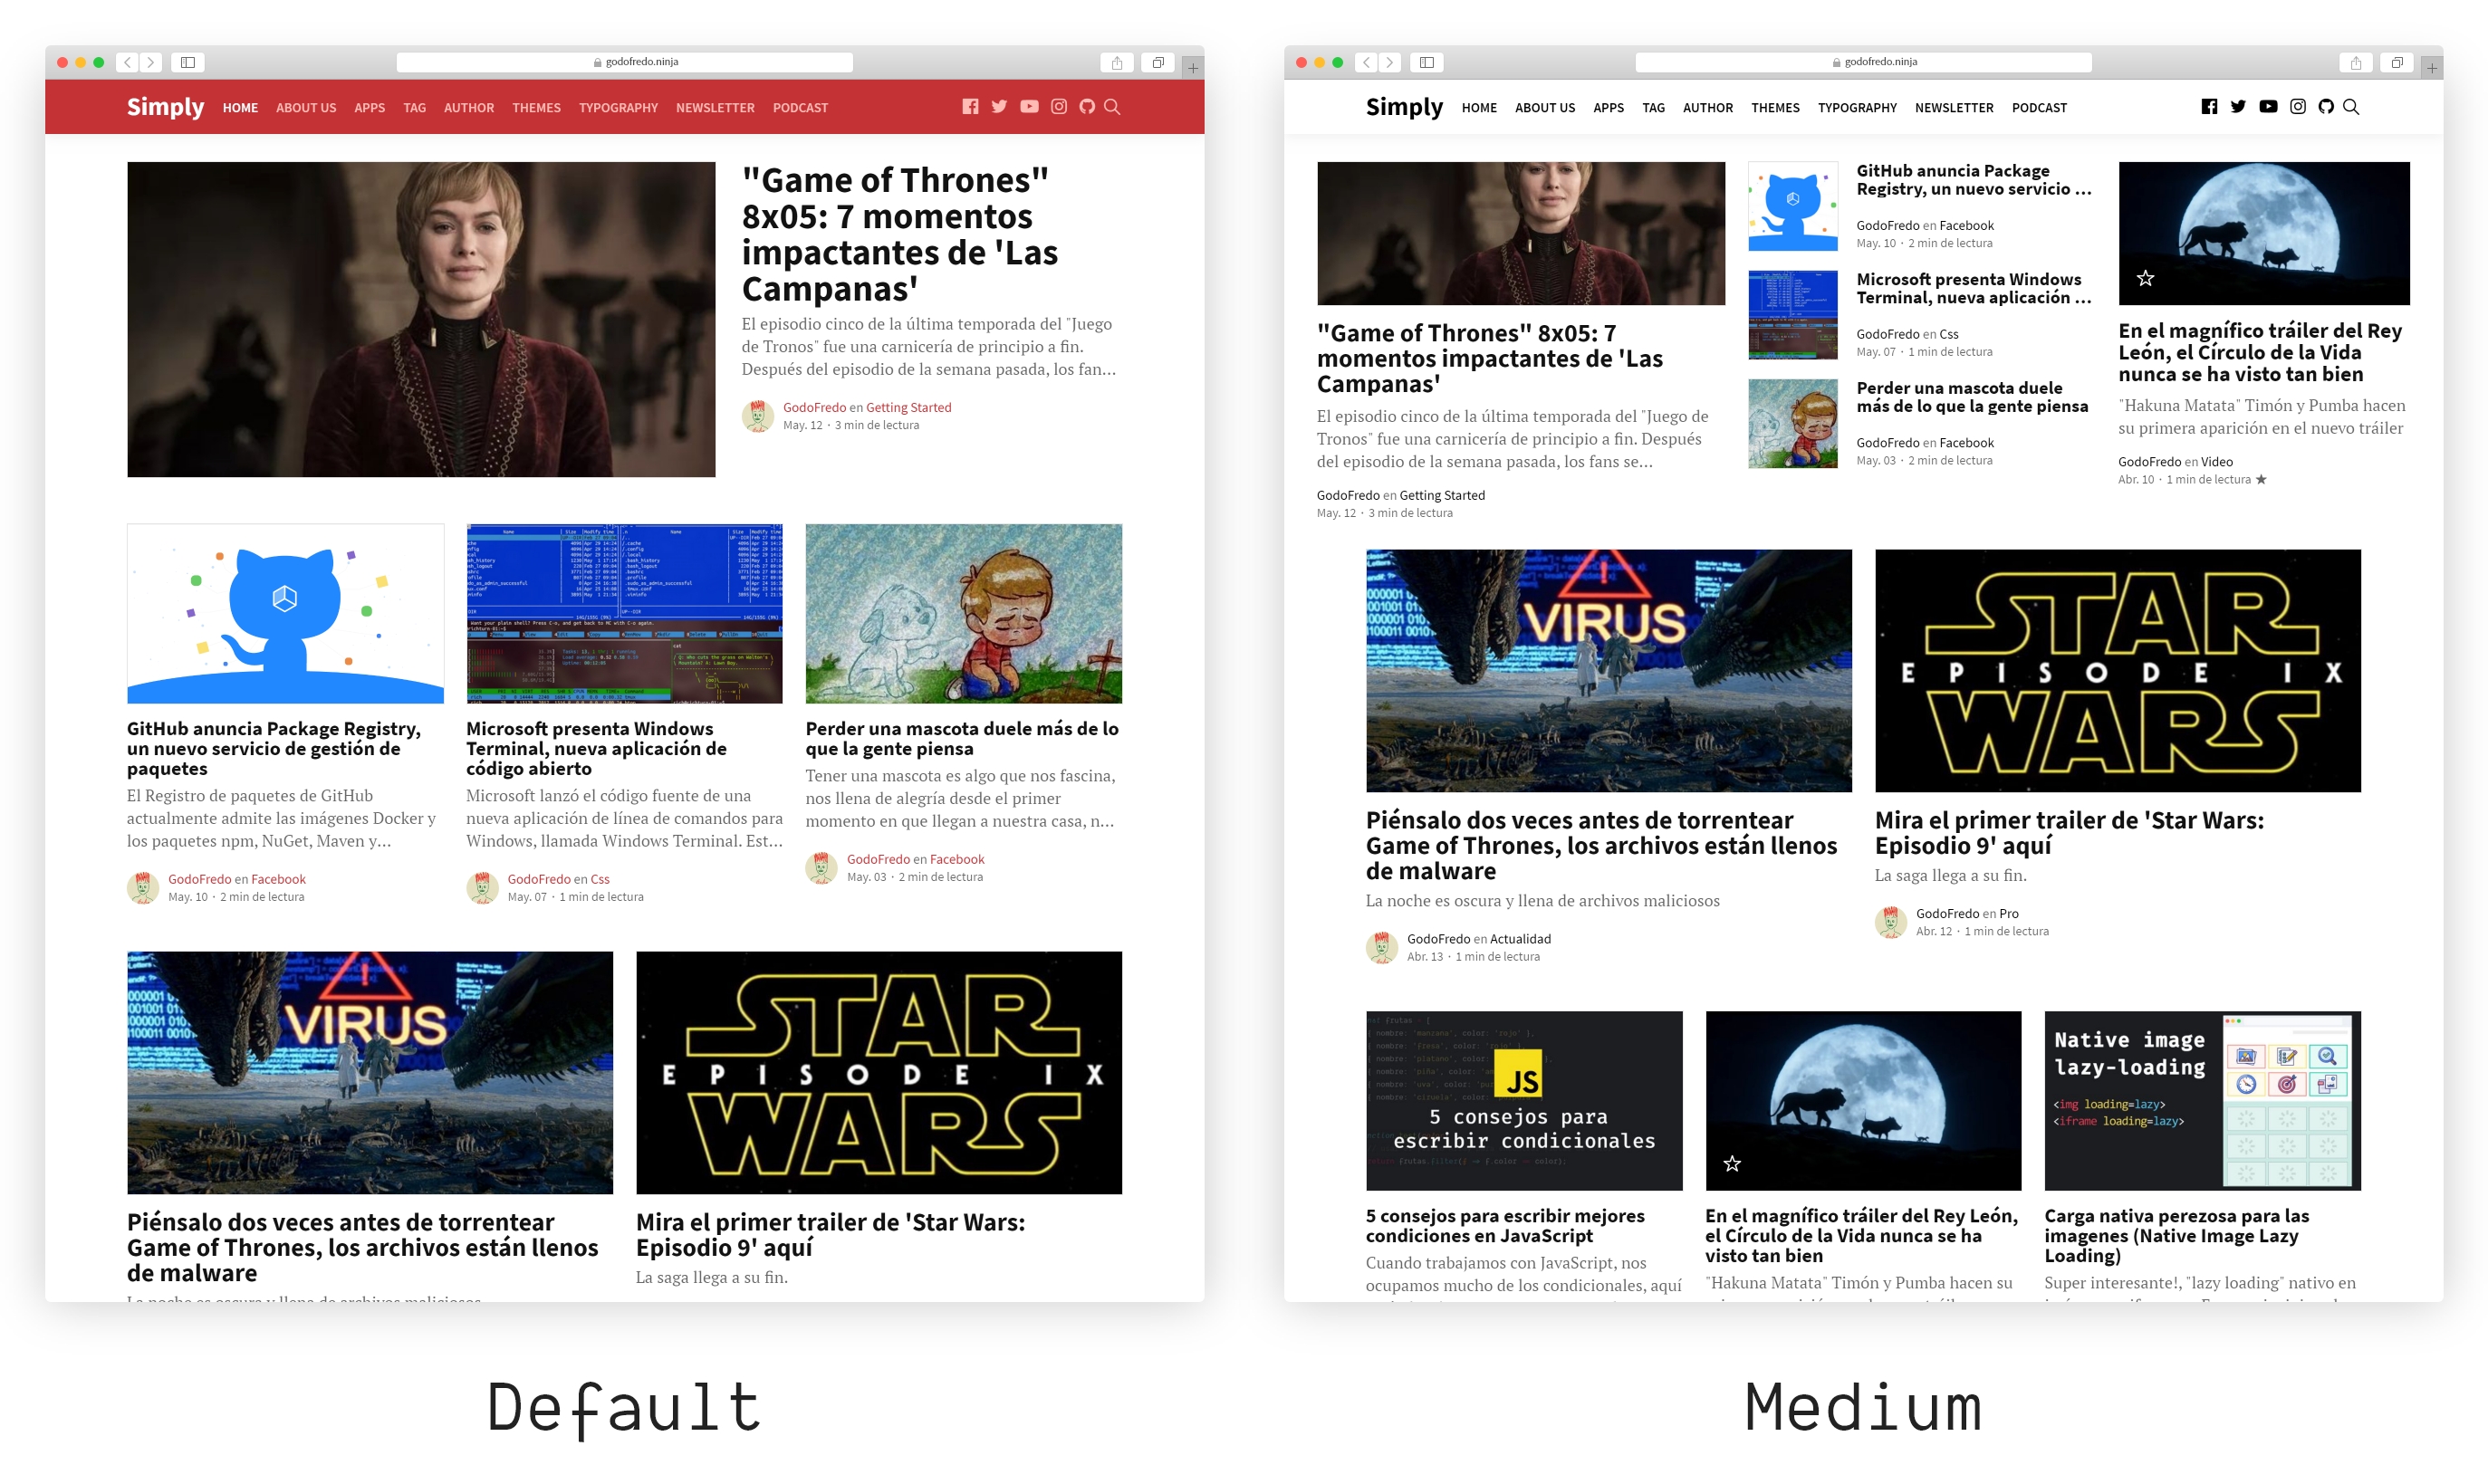 godofredo.ninja
Simply HOME ABOUT US APPS TAG AUTHOR THEMES TYPOGRAPHY NEWSLETTER PODCAST
"Game of Thrones"
8x05: 7 momentos
impactantes de 'Las
Campanas'
El episodio cinco de la última temporada del "Juego
de Tronos" fue una carnicería de principio a fin.
Después del episodio de la semana pasada, los fan…
GodoFredo en Getting Started
May. 12 · 3 min de lectura
GitHub anuncia Package Registry,
un nuevo servicio de gestión de
paquetes
El Registro de paquetes de GitHub
actualmente admite las imágenes Docker y
los paquetes npm, NuGet, Maven y…
GodoFredo en Facebook
May. 10 · 2 min de lectura
Microsoft presenta Windows
Terminal, nueva aplicación de
código abierto
Microsoft lanzó el código fuente de una
nueva aplicación de línea de comandos para
Windows, llamada Windows Terminal. Est…
GodoFredo en Css
May. 07 · 1 min de lectura
Perder una mascota duele más de lo
que la gente piensa
Tener una mascota es algo que nos fascina,
nos llena de alegría desde el primer
momento en que llegan a nuestra casa, n…
GodoFredo en Facebook
May. 03 · 2 min de lectura
VIRUS
Piénsalo dos veces antes de torrentear
Game of Thrones, los archivos están llenos
de malware
La noche es oscura y llena de archivos maliciosos
STAR
EPISODE IX
WARS
Mira el primer trailer de 'Star Wars:
Episodio 9' aquí
La saga llega a su fin.
Default
godofredo.ninja
Simply HOME ABOUT US APPS TAG AUTHOR THEMES TYPOGRAPHY NEWSLETTER PODCAST
"Game of Thrones" 8x05: 7
momentos impactantes de 'Las
Campanas'
El episodio cinco de la última temporada del "Juego de
Tronos" fue una carnicería de principio a fin. Después
del episodio de la semana pasada, los fans se…
GodoFredo en Getting Started
May. 12 · 3 min de lectura
GitHub anuncia Package
Registry, un nuevo servicio …
GodoFredo en Facebook
May. 10 · 2 min de lectura
Microsoft presenta Windows
Terminal, nueva aplicación …
GodoFredo en Css
May. 07 · 1 min de lectura
Perder una mascota duele
más de lo que la gente piensa
GodoFredo en Facebook
May. 03 · 2 min de lectura
En el magnífico tráiler del Rey
León, el Círculo de la Vida
nunca se ha visto tan bien
"Hakuna Matata" Timón y Pumba hacen
su primera aparición en el nuevo tráiler
GodoFredo en Video
Abr. 10 · 1 min de lectura ★
VIRUS
Piénsalo dos veces antes de torrentear
Game of Thrones, los archivos están llenos
de malware
La noche es oscura y llena de archivos maliciosos
GodoFredo en Actualidad
Abr. 13 · 1 min de lectura
STAR
EPISODE IX
WARS
Mira el primer trailer de 'Star Wars:
Episodio 9' aquí
La saga llega a su fin.
GodoFredo en Pro
Abr. 12 · 1 min de lectura
JS
5 consejos para
escribir condicionales
5 consejos para escribir mejores
condiciones en JavaScript
Cuando trabajamos con JavaScript, nos
ocupamos mucho de los condicionales, aquí
En el magnífico tráiler del Rey León,
el Círculo de la Vida nunca se ha
visto tan bien
"Hakuna Matata" Timón y Pumba hacen su
Native image
lazy-loading
<img loading=lazy>
<iframe loading=lazy>
Carga nativa perezosa para las
imagenes (Native Image Lazy
Loading)
Super interesante!, "lazy loading" nativo en
Medium